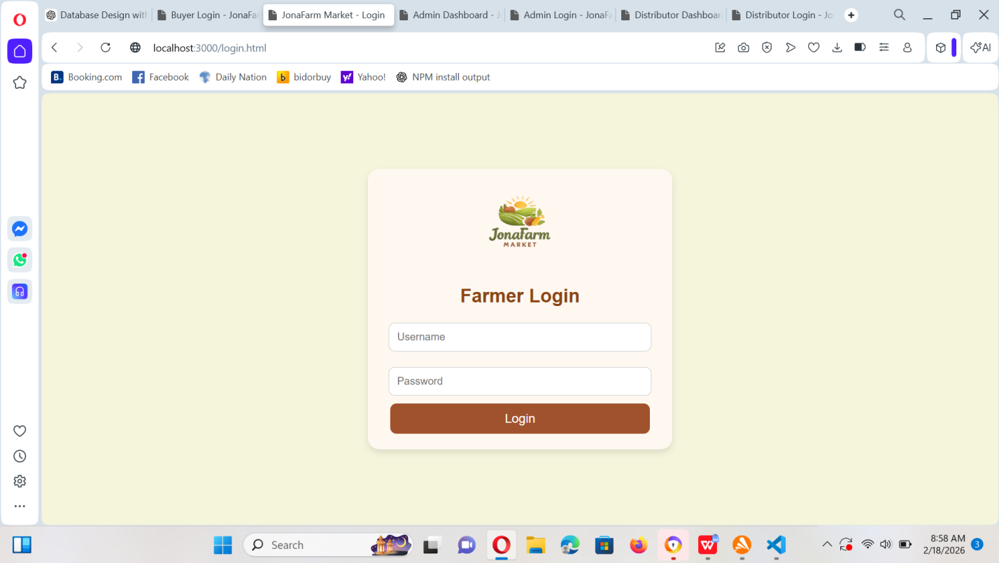 Database Design with
Buyer Login - JonaFar
JonaFarm Market - Login
Admin Dashboard - J
Admin Login - JonaFa
Distributor Dashboar
Distributor Login - Jo
localhost:3000/login.html
AI
B. Booking.com
Facebook
Daily Nation
b bidorbuy
y! Yahoo!
NPM install output
JonaFarm
MARKET
Farmer Login
Username
Password
Login
Search
8:58 AM
2/18/2026
3